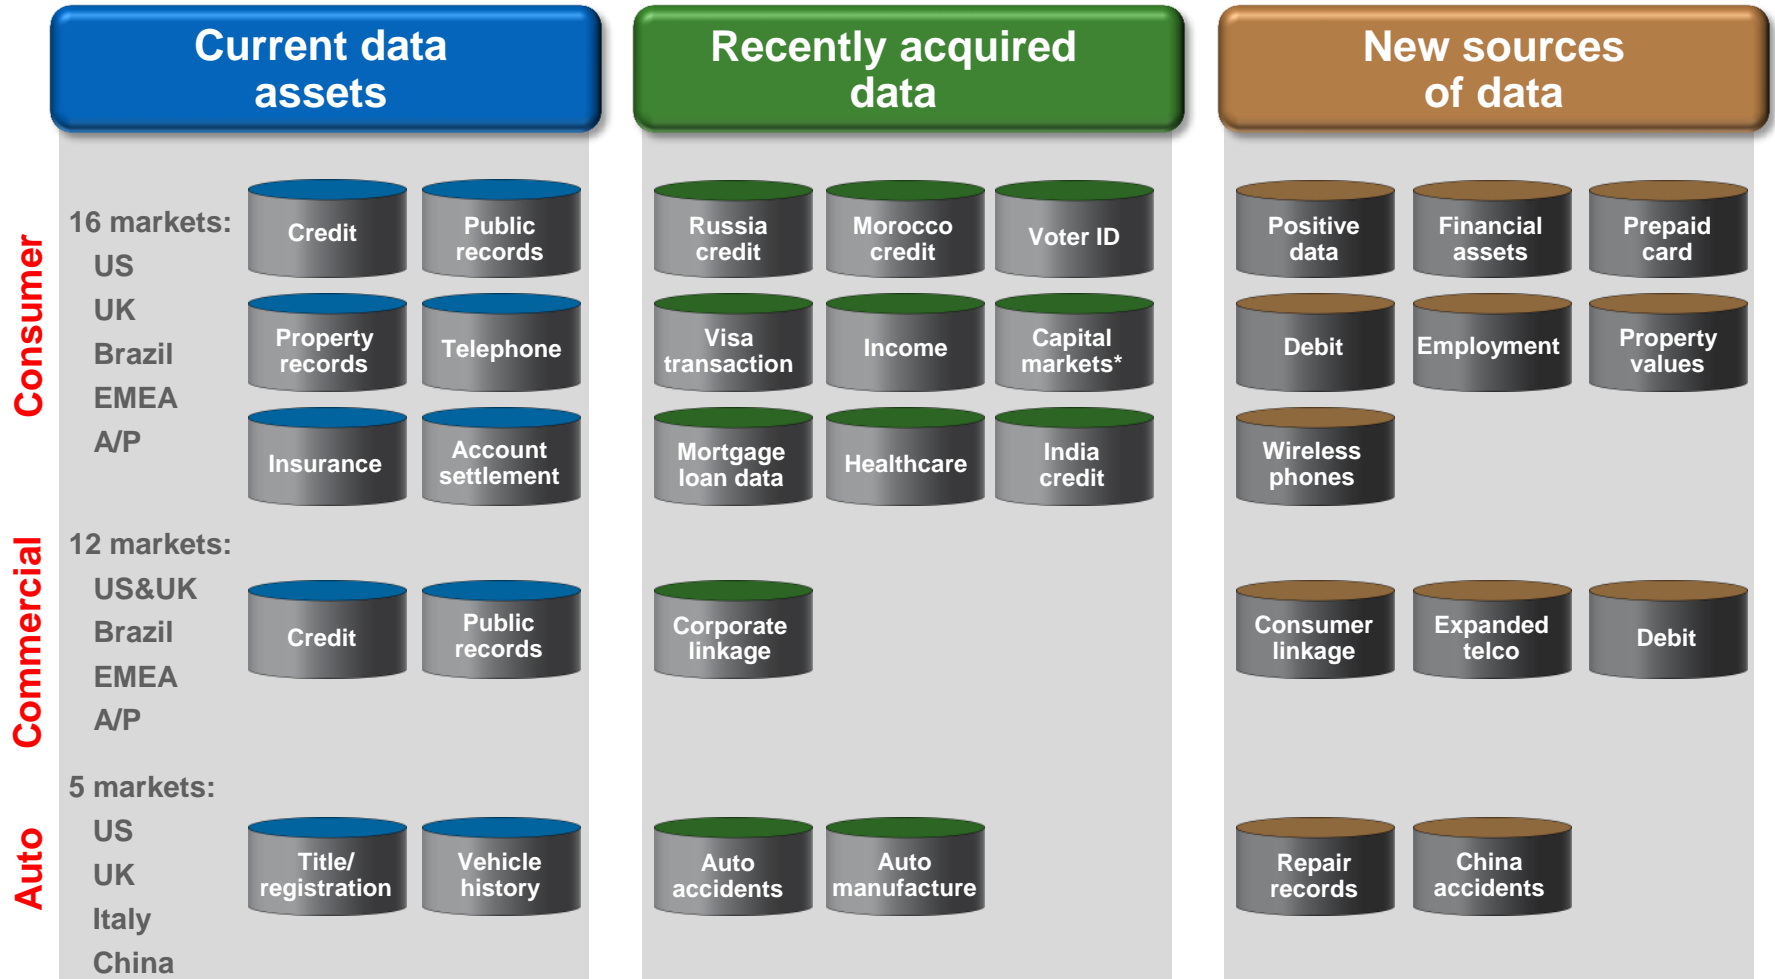 Current data
assets
Recently acquired
data
New sources
of data
Consumer
16 markets:
US
UK
Brazil
EMEA
A/P
Credit
Public
records
Property
records
Telephone
Insurance
Account
settlement
Russia
credit
Morocco
credit
Voter ID
Visa
transaction
Income
Capital
markets*
Mortgage
loan data
Healthcare
India
credit
Positive
data
Financial
assets
Prepaid
card
Debit
Employment
Property
values
Wireless
phones
Commercial
12 markets:
US&UK
Brazil
EMEA
A/P
Credit
Public
records
Corporate
linkage
Consumer
linkage
Expanded
telco
Debit
Auto
5 markets:
US
UK
Italy
China
Title/
registration
Vehicle
history
Auto
accidents
Auto
manufacture
Repair
records
China
accidents